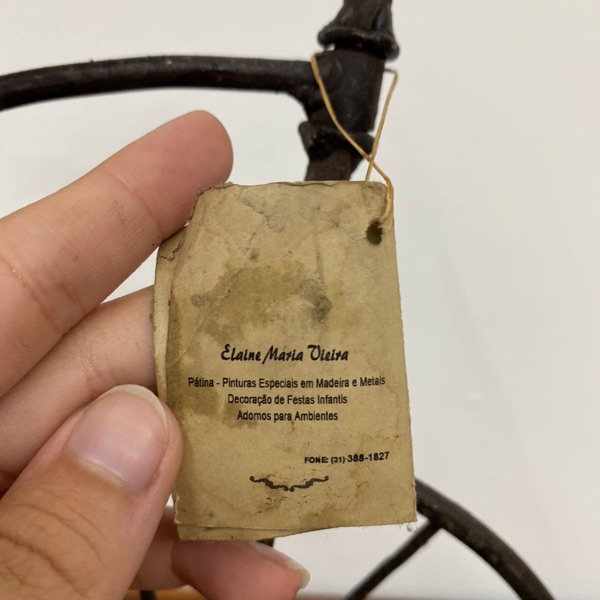 Elaine Maria Vieira
Pátina - Pinturas Especiais em Madeira e Metais
Decoração de Festas Infantis
Adornos para Ambientes
FONE: (31) 388-1827